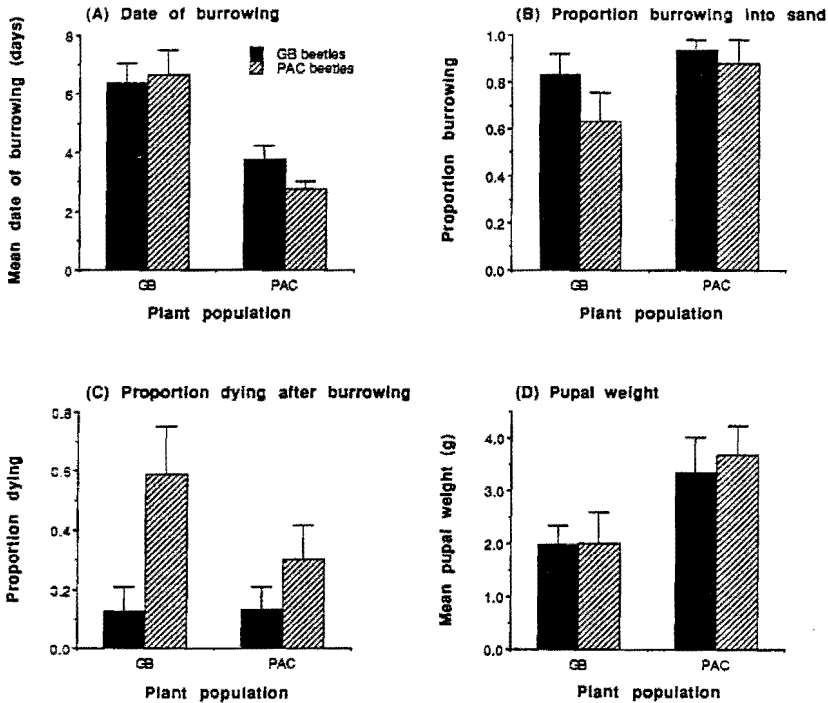 (A) Date of burrowing
Mean date of burrowing (days)
8
6
4
2
0
GB beetles
PAC beetles
GB
PAC
Plant population
(B) Proportion burrowing into sand
Proportion burrowing
1.0
0.8
0.6
0.4
0.2
0.0
GB
PAC
Plant population
(C) Proportion dying after burrowing
Proportion dying
0.8
0.6
0.4
0.2
0.0
GB
PAC
Plant population
(D) Pupal weight
Mean pupal weight (g)
4.0
3.0
2.0
1.0
0.0
GB
PAC
Plant population